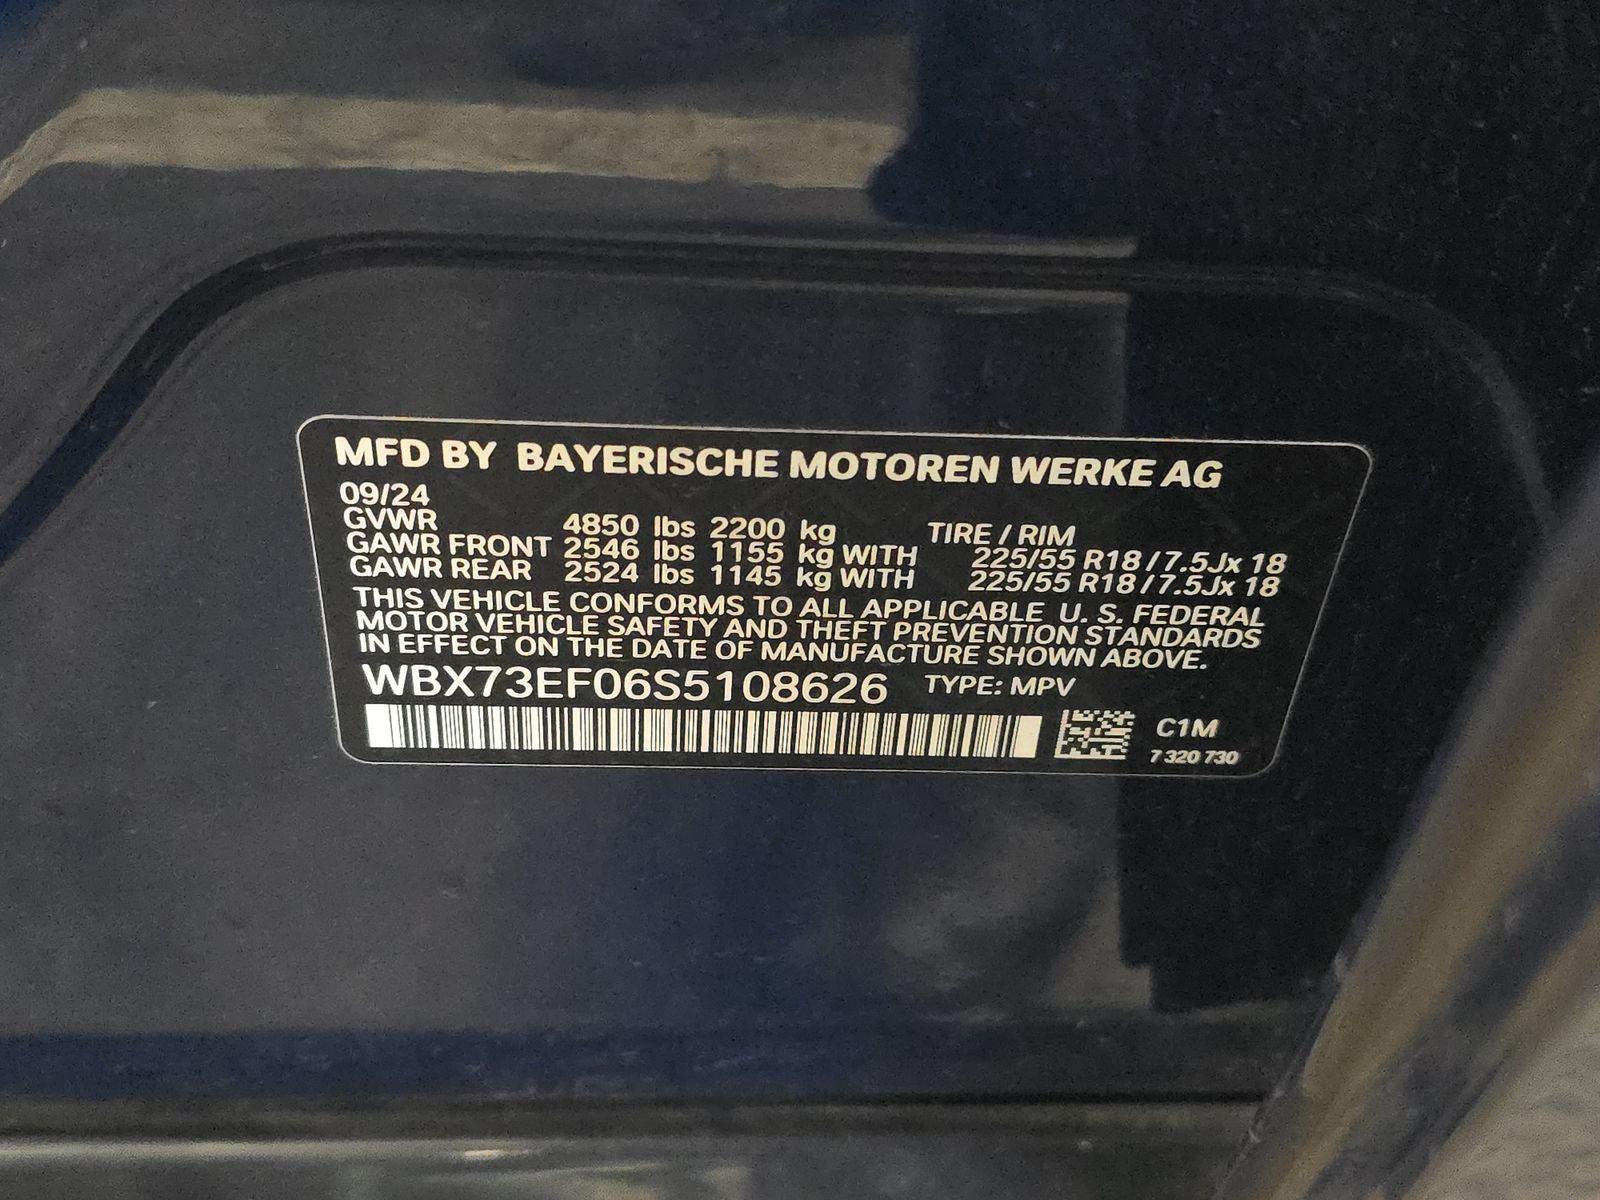 MFD BY BAYERISCHE MOTOREN WERKE AG
09/24
GVWR 4850 lbs 2200 kg TIRE / RIM
GAWR FRONT 2546 lbs 1155 kg WITH 225/55 R18 / 7.5Jx 18
GAWR REAR 2524 lbs 1145 kg WITH 225/55 R18 / 7.5Jx 18
THIS VEHICLE CONFORMS TO ALL APPLICABLE U. S. FEDERAL
MOTOR VEHICLE SAFETY AND THEFT PREVENTION STANDARDS
IN EFFECT ON THE DATE OF MANUFACTURE SHOWN ABOVE.
WBX73EF06S5108626 TYPE: MPV
C1M
7 320 730